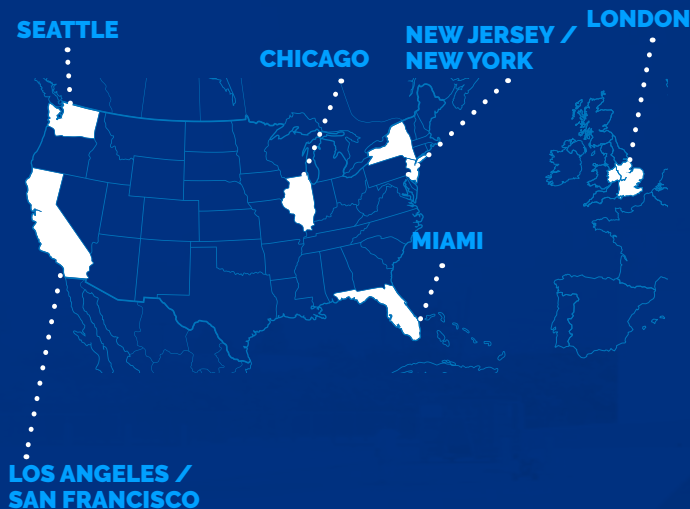 SEATTLE
CHICAGO
NEW JERSEY /
NEW YORK
LONDON
MIAMI
LOS ANGELES /
SAN FRANCISCO